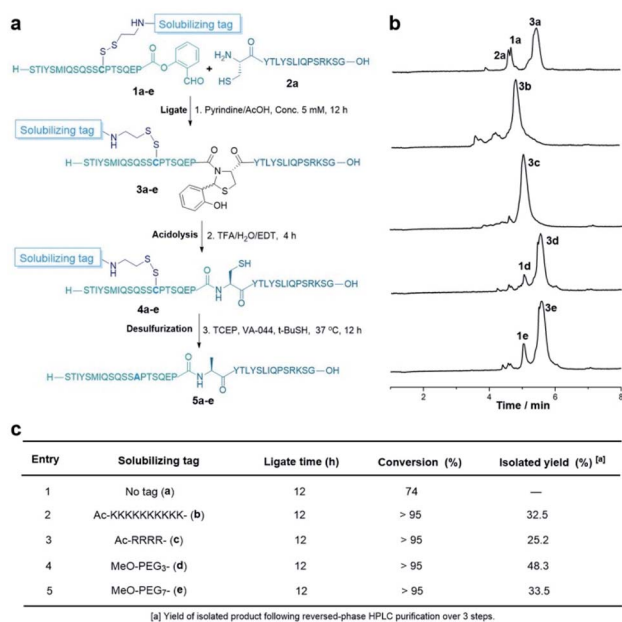 a
Solubilizing tag
HN
S
S
H—STIYSMIQSQSSCPTSQEP
O
O
CHO
1a-e
+
O
H₂N
HS
YTLYSLIQPSRKSG—OH
2a
Ligate
1. Pyrindine/AcOH, Conc. 5 mM, 12 h
Solubilizing tag
N
H
S
S
H—STIYSMIQSQSSCPTSQEP
O
N
O
S
OH
YTLYSLIQPSRKSG—OH
3a-e
Acidolysis
2. TFA/H₂O/EDT, 4 h
Solubilizing tag
N
H
S
S
H—STIYSMIQSQSSCPTSQEP
O
N
H
SH
O
YTLYSLIQPSRKSG—OH
4a-e
Desulfurization
3. TCEP, VA-044, t-BuSH, 37 °C, 12 h
H—STIYSMIQSQSSAPTSQEP
O
N
H
O
YTLYSLIQPSRKSG—OH
5a-e
b
3a
1a
2a
3b
3c
3d
1d
3e
1e
2 4 6 8
Time / min
c
Entry Solubilizing tag Ligate time (h) Conversion (%) Isolated yield (%) [a]
1 No tag (a) 12 74 —
2 Ac-KKKKKKKKKK- (b) 12 > 95 32.5
3 Ac-RRRR- (c) 12 > 95 25.2
4 MeO-PEG₃- (d) 12 > 95 48.3
5 MeO-PEG₇- (e) 12 > 95 33.5
[a] Yield of isolated product following reversed-phase HPLC purification over 3 steps.